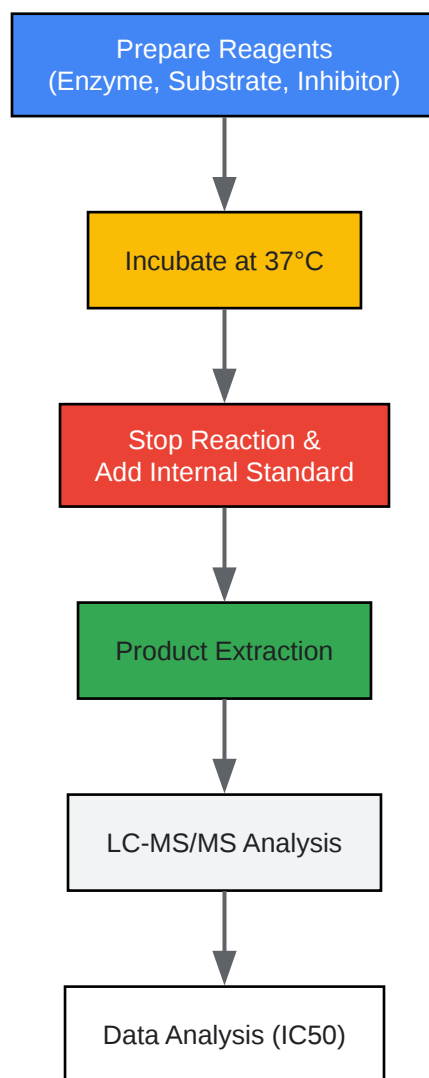 Prepare Reagents
(Enzyme, Substrate, Inhibitor)
Incubate at 37°C
Stop Reaction &
Add Internal Standard
Product Extraction
LC-MS/MS Analysis
Data Analysis (IC50)